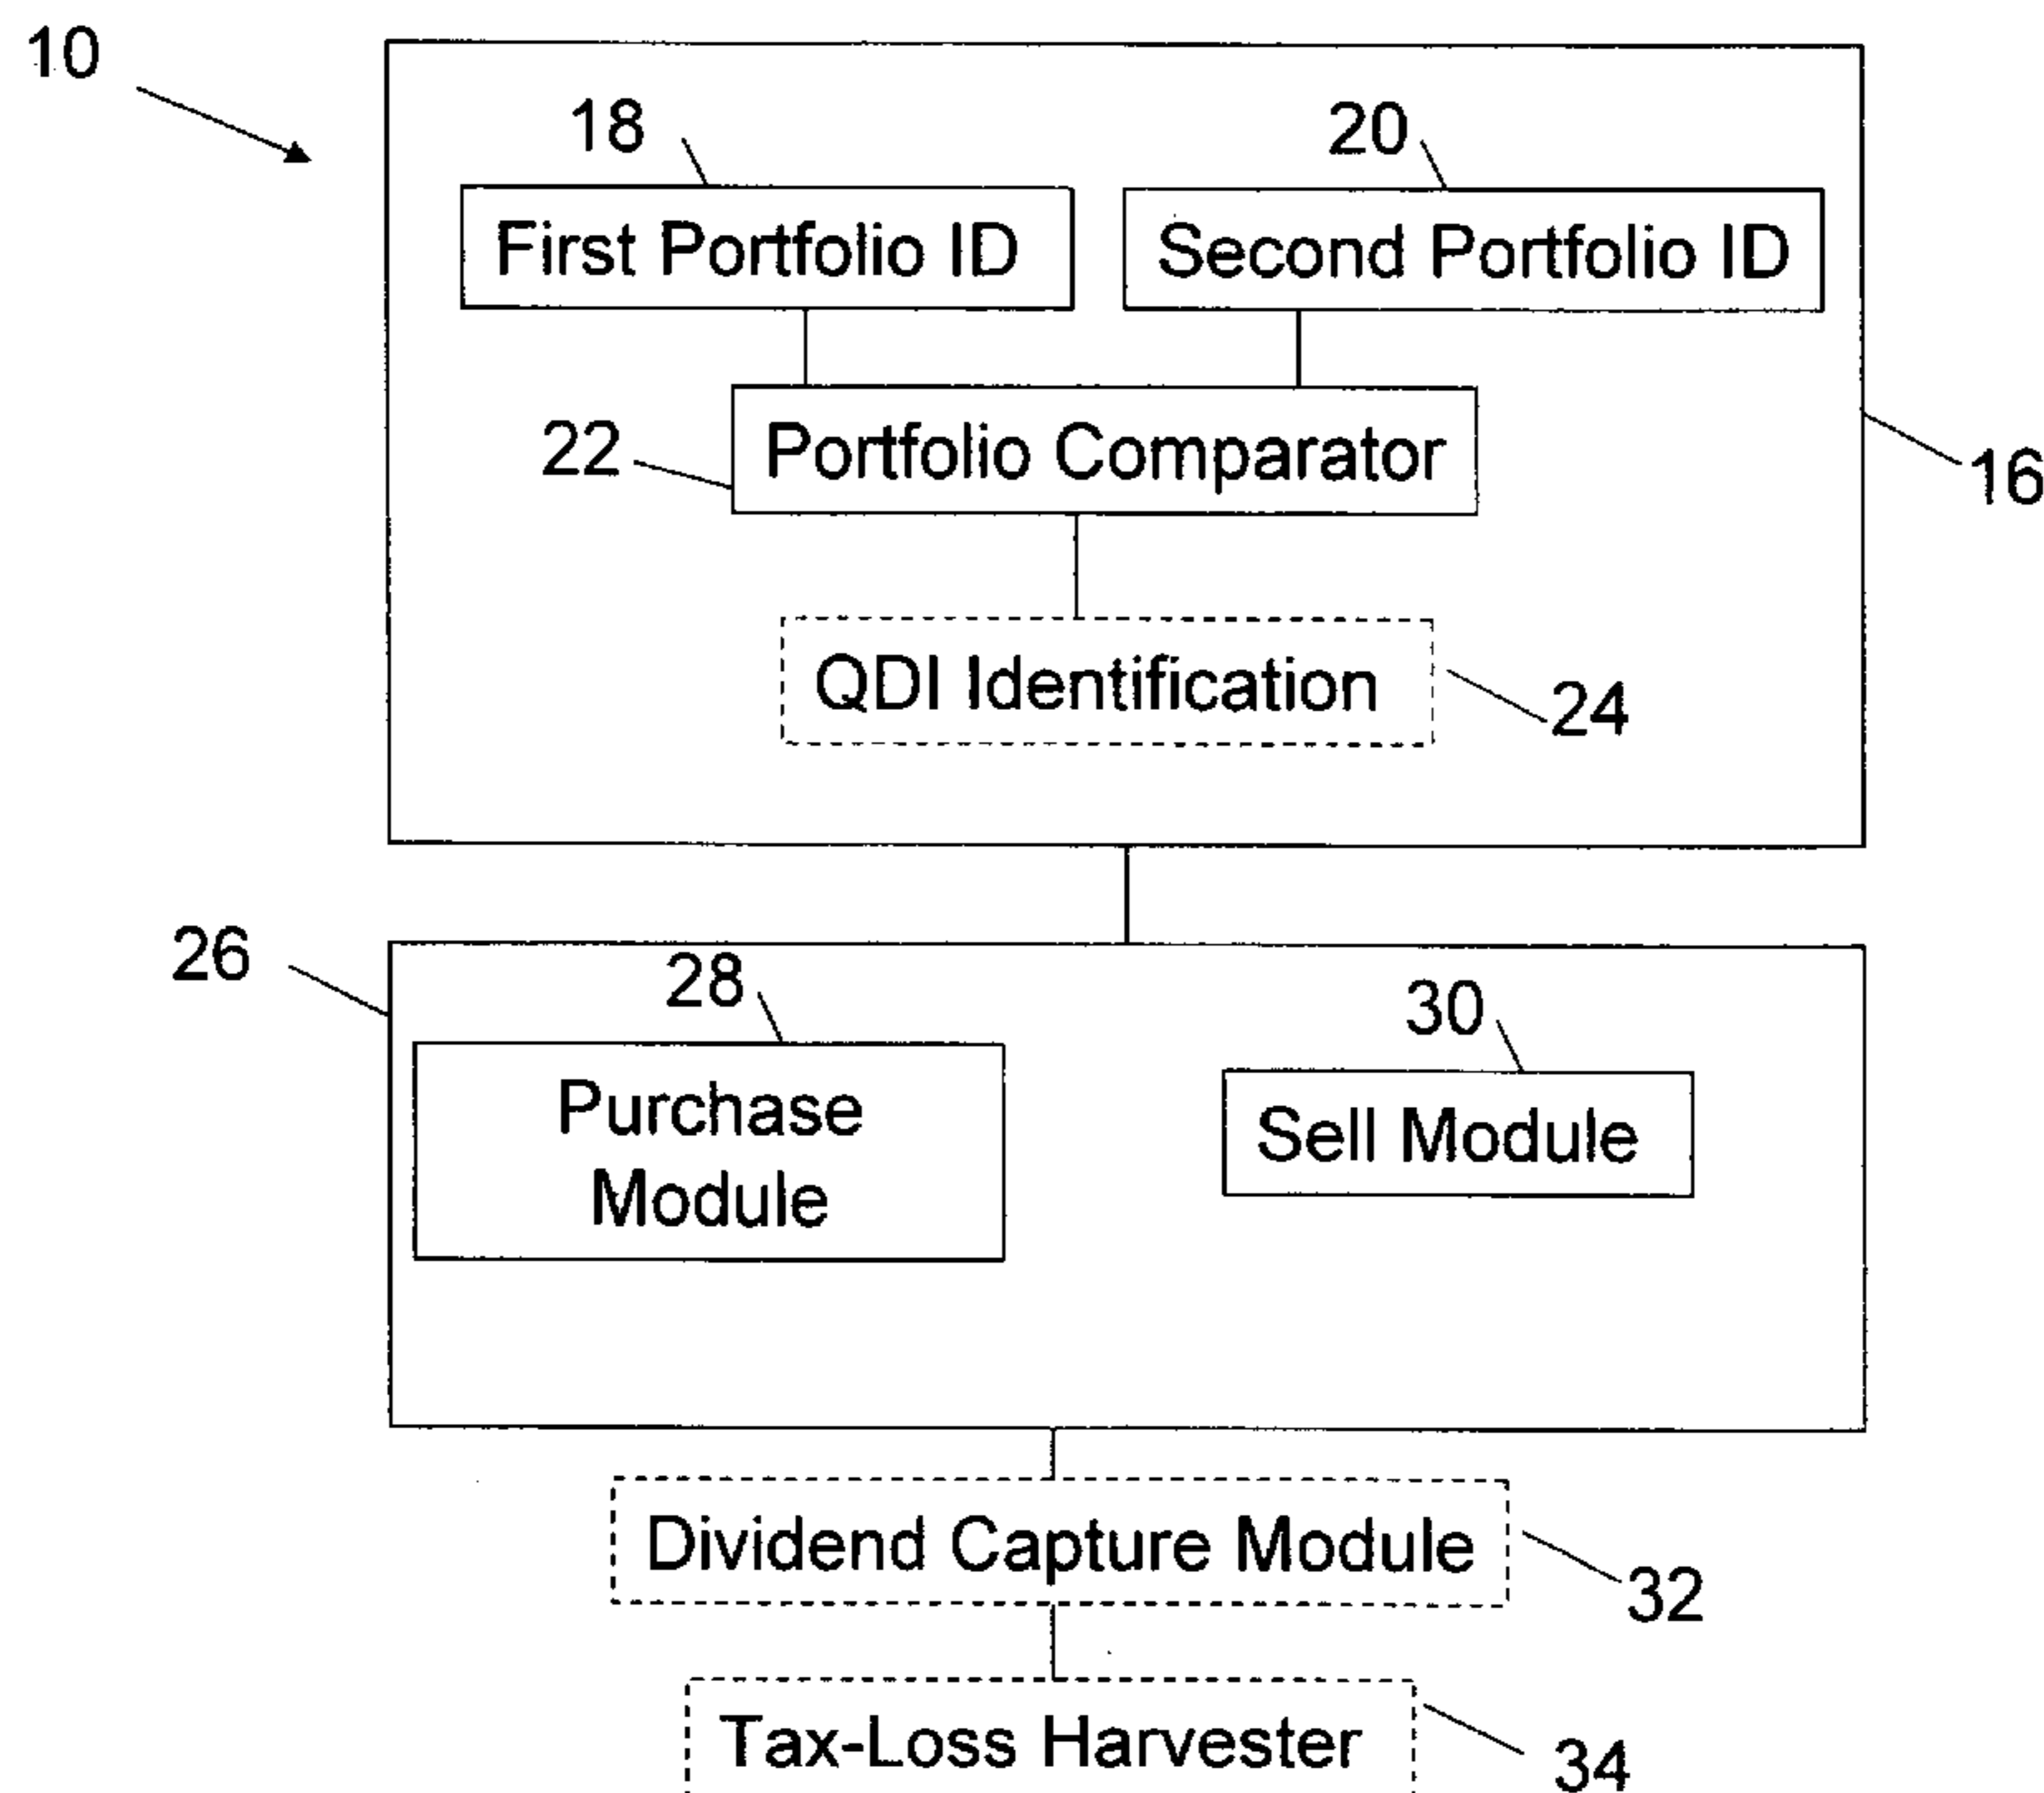 10
18
20
First Portfolio ID
Second Portfolio ID
22
Portfolio Comparator
16
QDI Identification
24
26
28
30
Purchase
Module
Sell Module
Dividend Capture Module
32
Tax-Loss Harvester
34